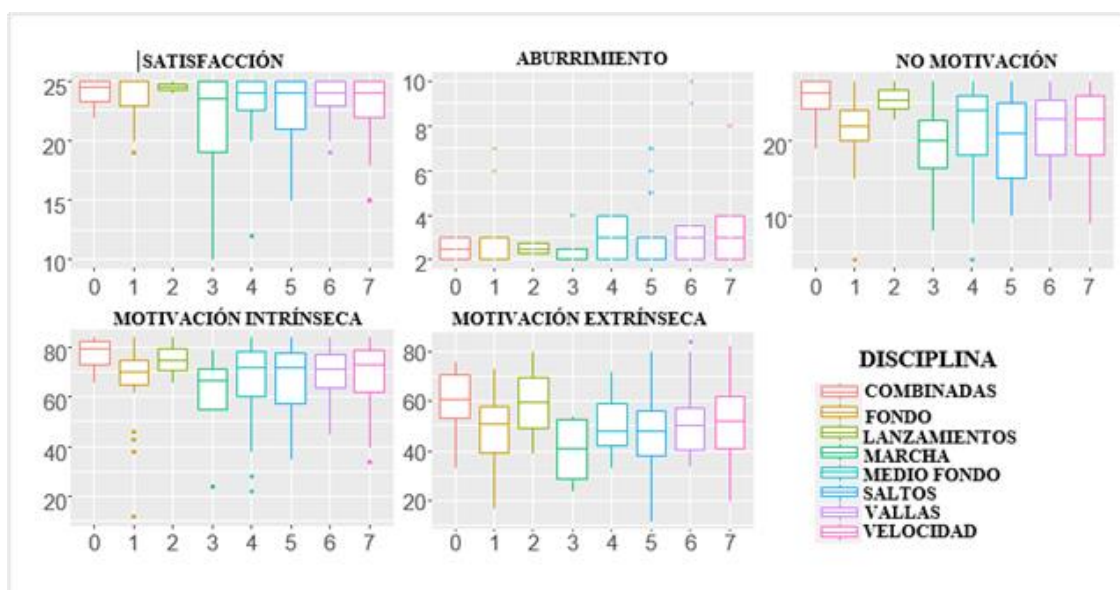 SATISFACCIÓN
25
20
15
10
0 1 2 3 4 5 6 7
ABURRIMIENTO
10
8
6
4
2
0 1 2 3 4 5 6 7
NO MOTIVACIÓN
20
10
0 1 2 3 4 5 6 7
MOTIVACIÓN INTRÍNSECA
80
60
40
20
0 1 2 3 4 5 6 7
MOTIVACIÓN EXTRÍNSECA
80
60
40
20
0 1 2 3 4 5 6 7
DISCIPLINA
COMBINADAS
FONDO
LANZAMIENTOS
MARCHA
MEDIO FONDO
SALTOS
VALLAS
VELOCIDAD